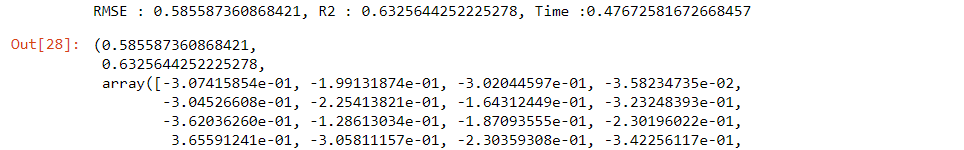 RMSE : 0.585587360868421, R2 : 0.6325644252225278, Time :0.47672581672668457
Out[28]: (0.585587360868421,
0.6325644252225278,
array([-3.07415854e-01, -1.99131874e-01, -3.02044597e-01, -3.58234735e-02,
-3.04526608e-01, -2.25413821e-01, -1.64312449e-01, -3.23248393e-01,
-3.62036260e-01, -1.28613034e-01, -1.87093555e-01, -2.30196022e-01,
3.65591241e-01, -3.05811157e-01, -2.30359308e-01, -3.42256117e-01,